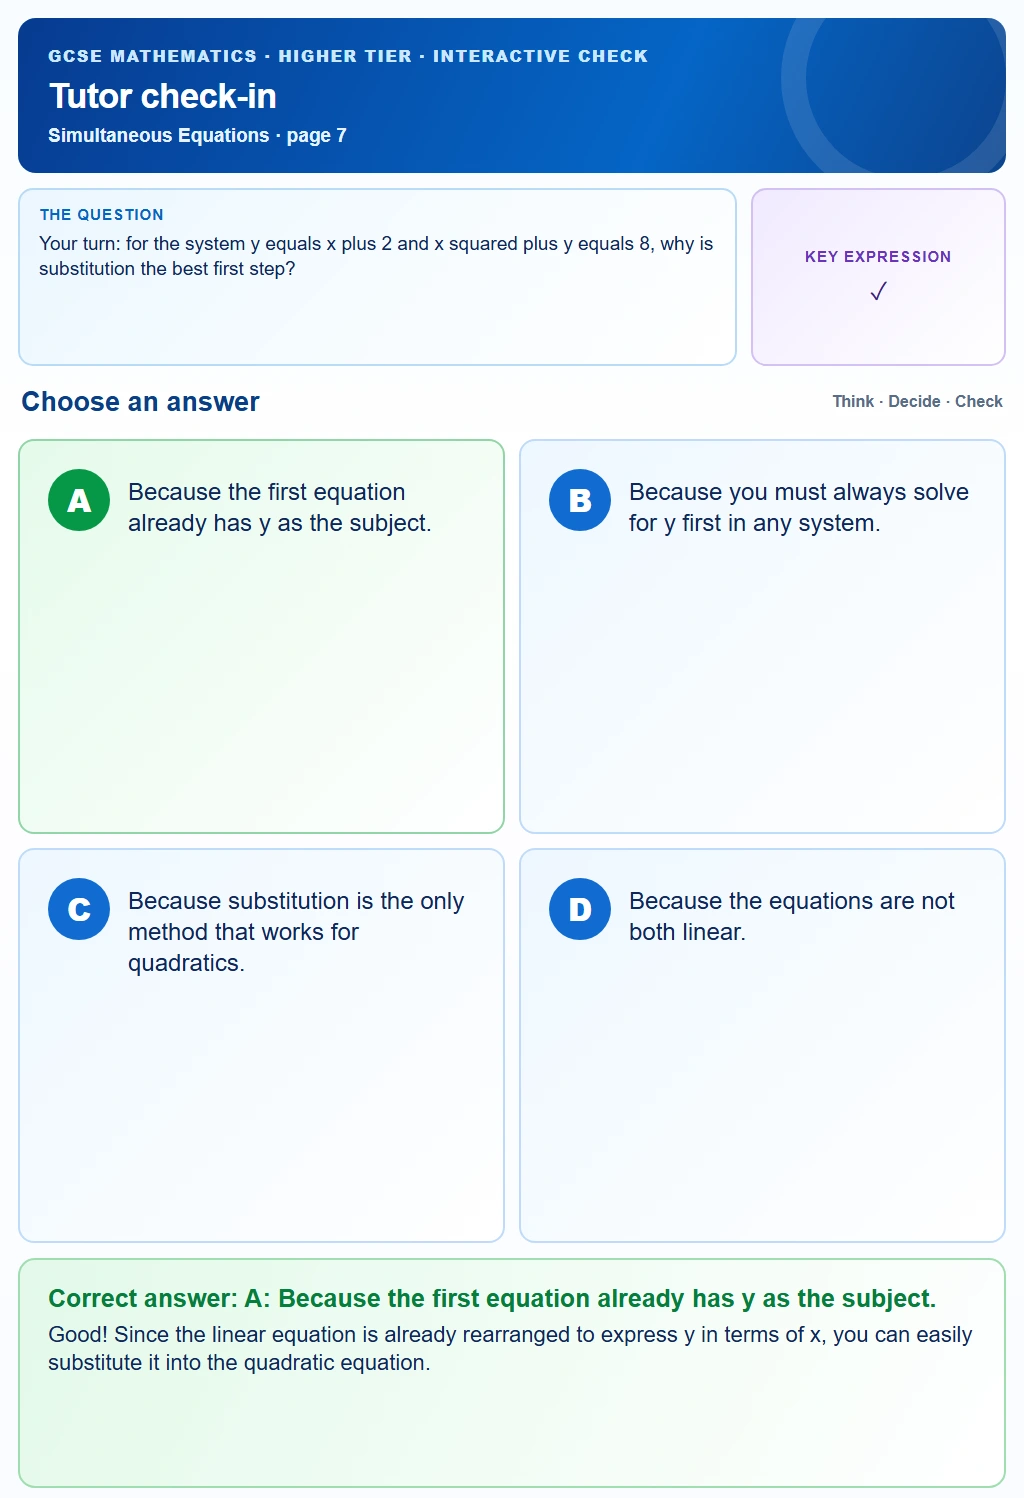 GCSE MATHEMATICS · HIGHER TIER · INTERACTIVE CHECK
Tutor check-in
Simultaneous Equations · page 7
THE QUESTION
Your turn: for the system y equals x plus 2 and x squared plus y equals 8, why is
substitution the best first step?
KEY EXPRESSION
✓
Choose an answer
Think · Decide · Check
A
Because the first equation
already has y as the subject.
B
Because you must always solve
for y first in any system.
C
Because substitution is the only
method that works for
quadratics.
D
Because the equations are not
both linear.
Correct answer: A: Because the first equation already has y as the subject.
Good! Since the linear equation is already rearranged to express y in terms of x, you can easily
substitute it into the quadratic equation.